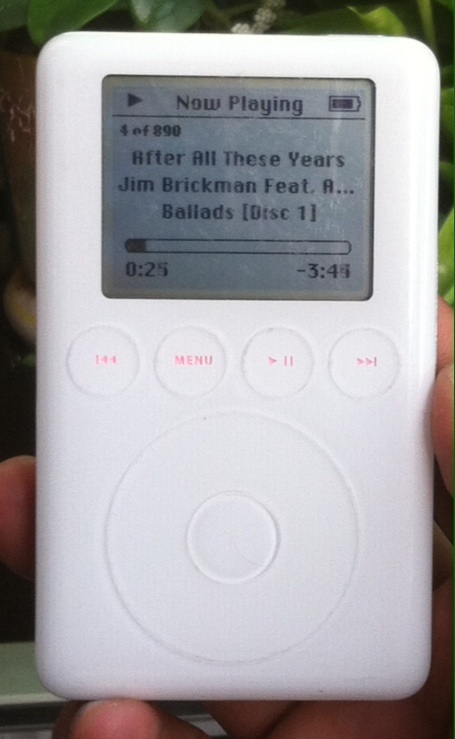 Now Playing
4 of 890
After All These Years
Jim Brickman Feat. A...
Ballads [Disc 1]
0:25 -3:45
MENU